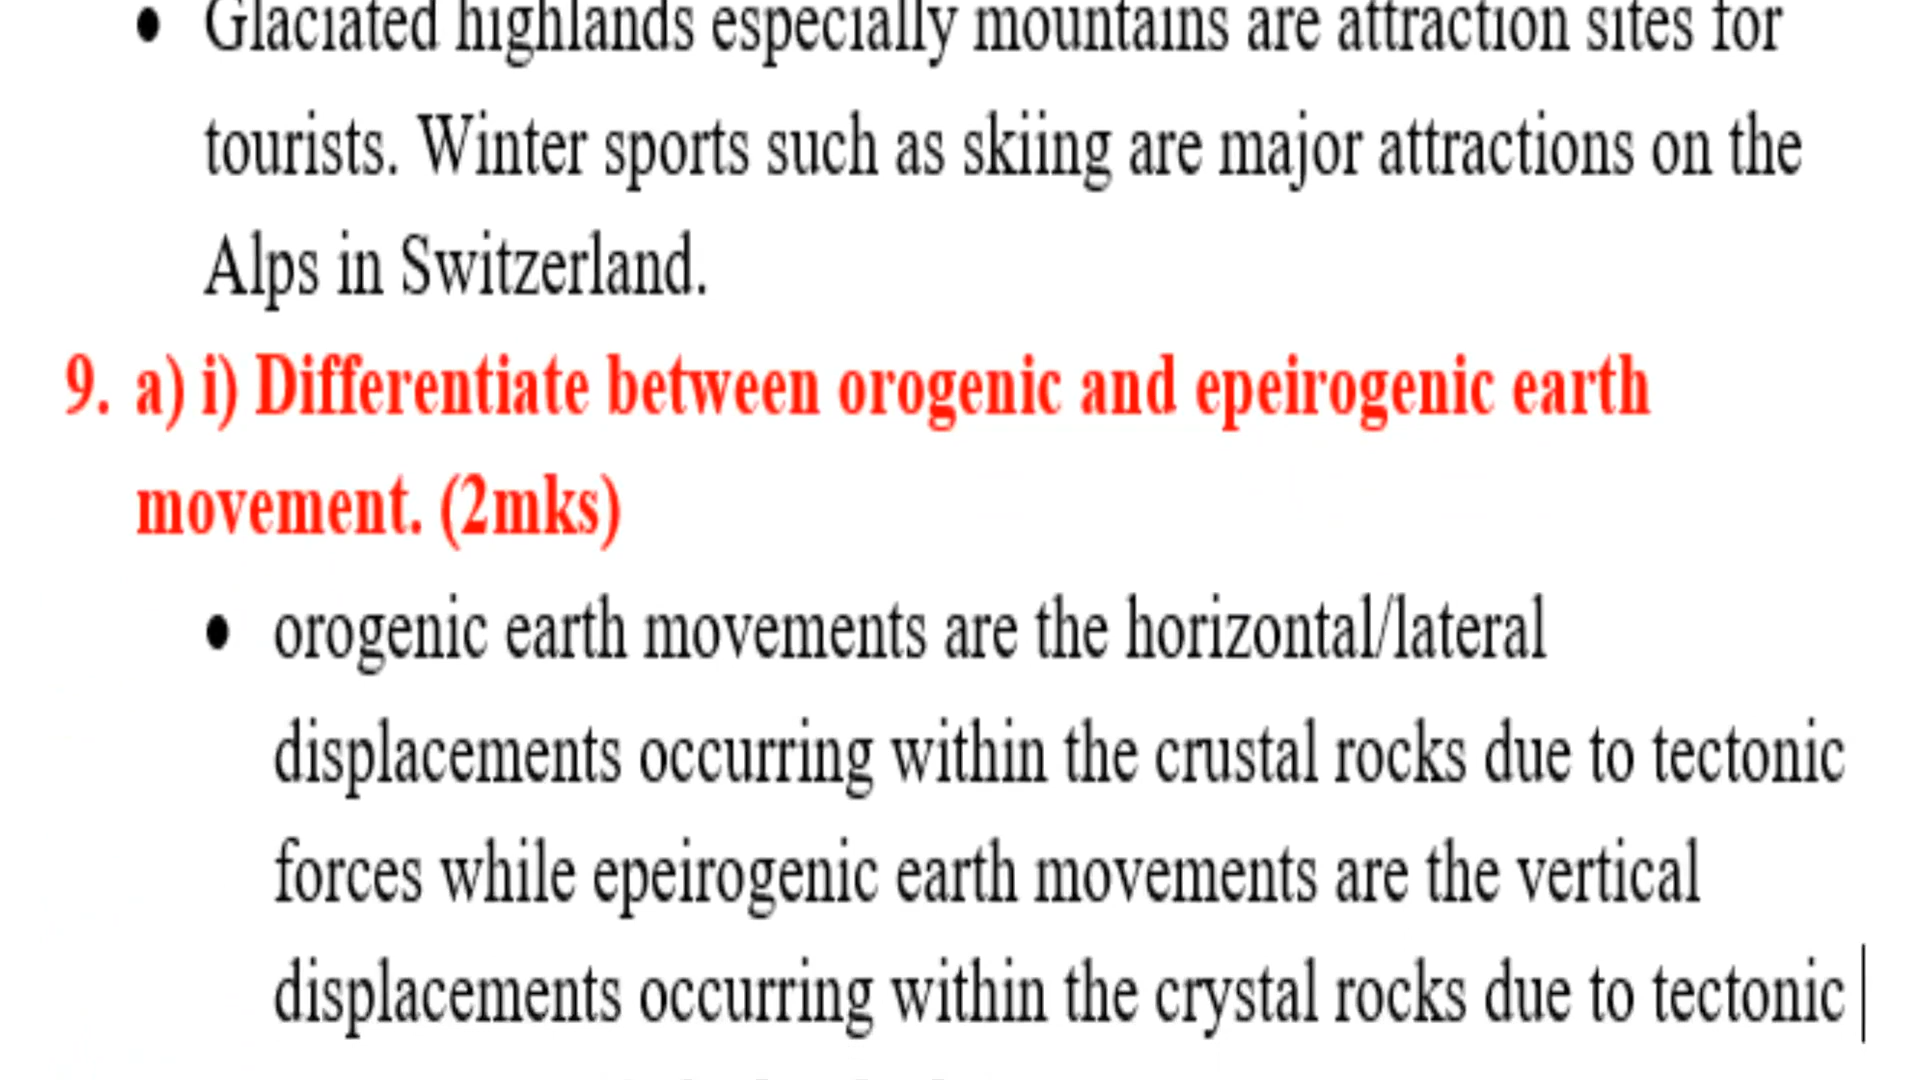 • Glaciated highlands especially mountains are attraction sites for
tourists. Winter sports such as skiing are major attractions on the
Alps in Switzerland.
9. a) i) Differentiate between orogenic and epeirogenic earth
movement. (2mks)
• orogenic earth movements are the horizontal/lateral
displacements occurring within the crustal rocks due to tectonic
forces while epeirogenic earth movements are the vertical
displacements occurring within the crystal rocks due to tectonic